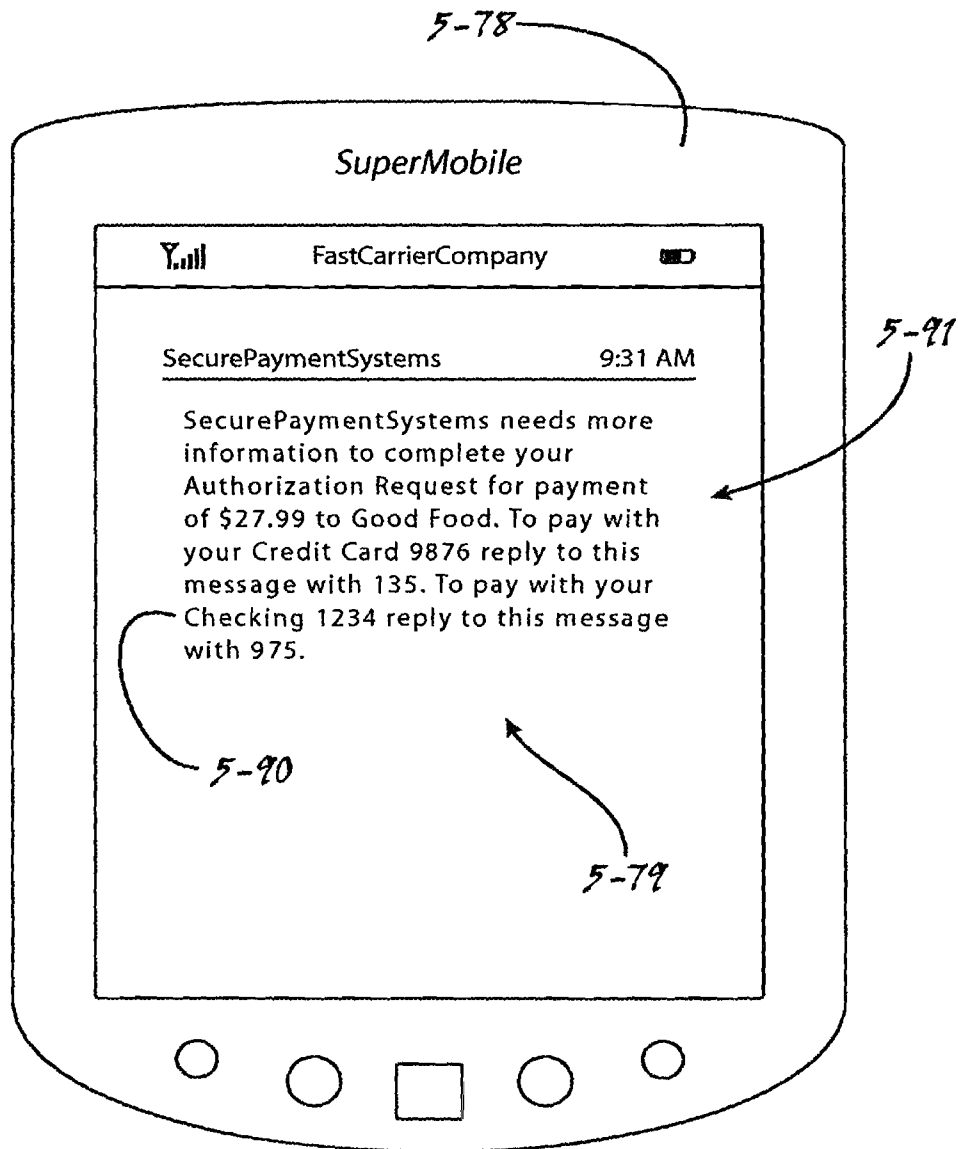 5-78
SuperMobile
FastCarrierCompany
5-91
SecurePaymentSystems 9:31 AM
SecurePaymentSystems needs more
information to complete your
Authorization Request for payment
of $27.99 to Good Food. To pay with
your Credit Card 9876 reply to this
message with 135. To pay with your
Checking 1234 reply to this message
with 975.
5-90
5-79